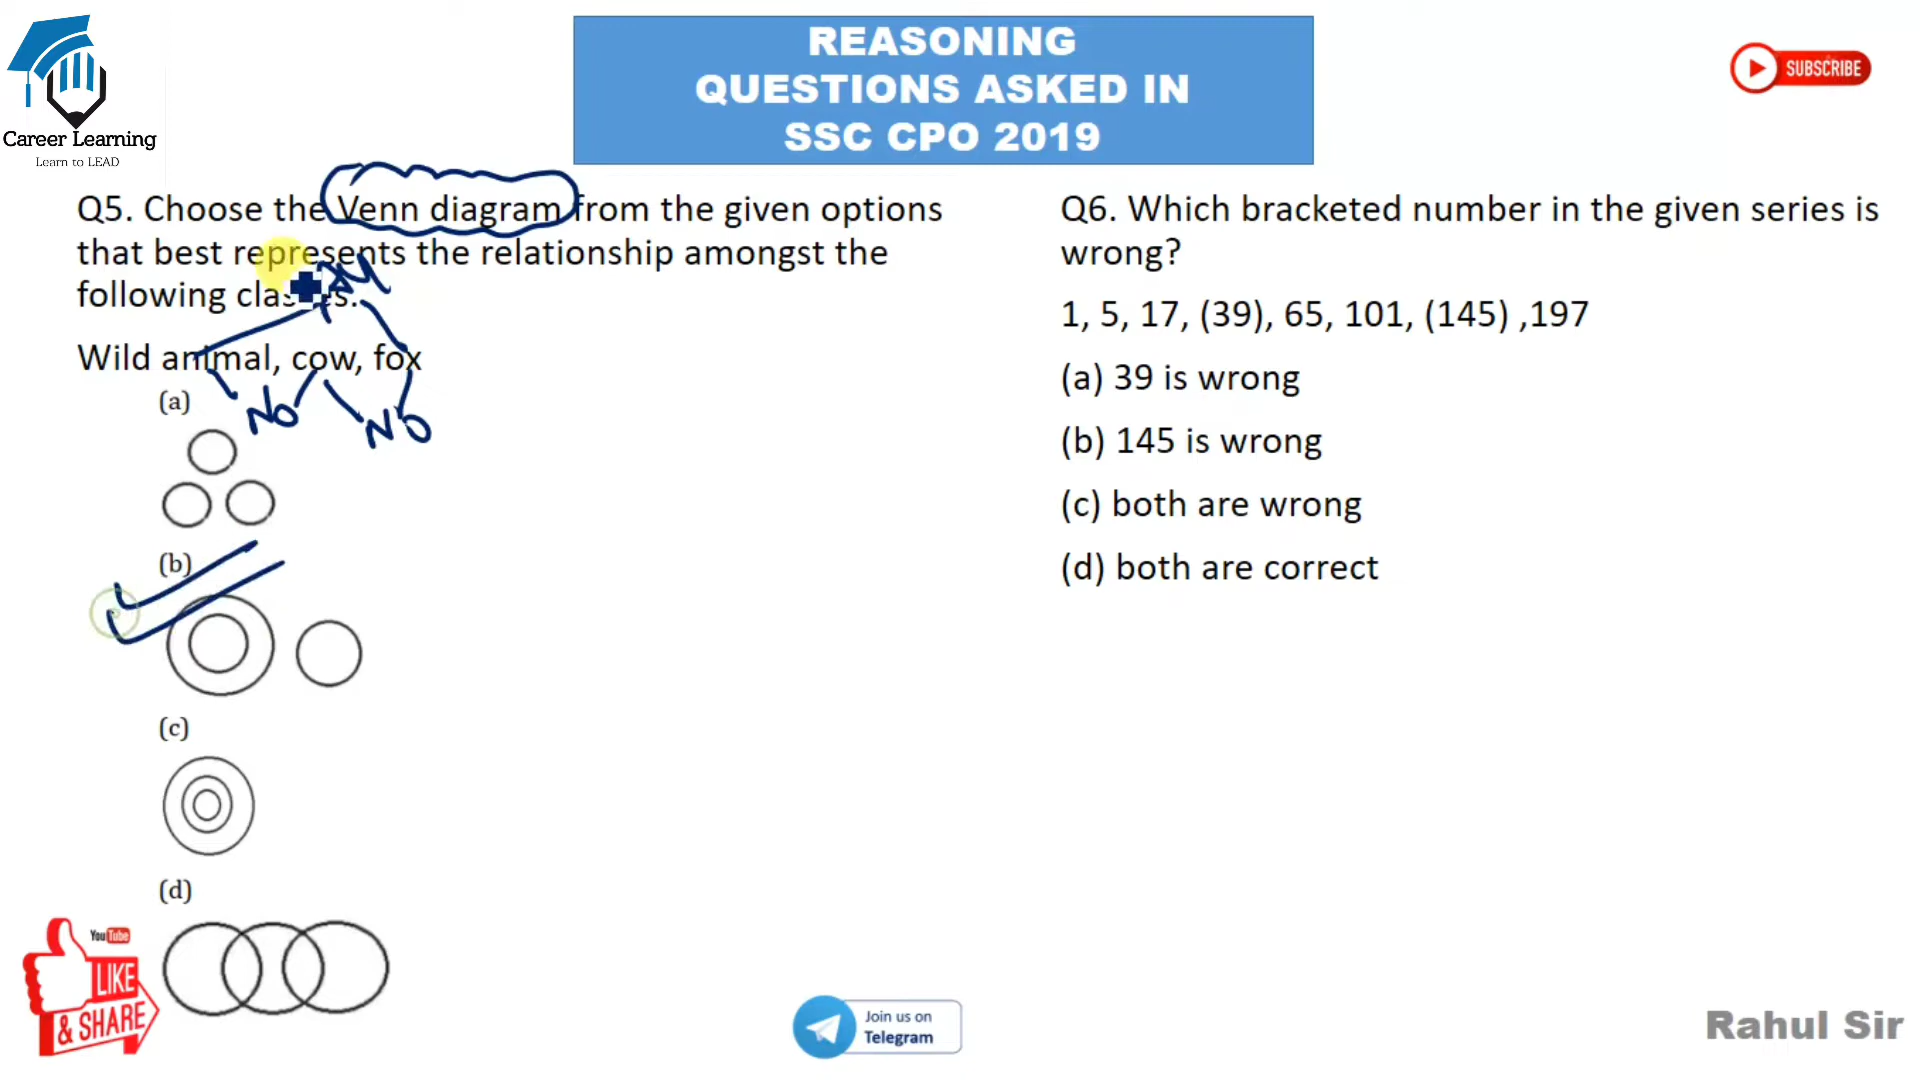 REASONING
QUESTIONS ASKED IN
SSC CPO 2019
SUBSCRIBE
Career Learning
Learn to LEAD
Q5. Choose the Venn diagram from the given options
that best represents the relationship amongst the
following classes.
Wild animal, cow, fox
No
NO
(a)
(b)
(c)
(d)
Q6. Which bracketed number in the given series is
wrong?
1, 5, 17, (39), 65, 101, (145) ,197
(a) 39 is wrong
(b) 145 is wrong
(c) both are wrong
(d) both are correct
YouTube
LIKE
& SHARE
Join us on
Telegram
Rahul Sir